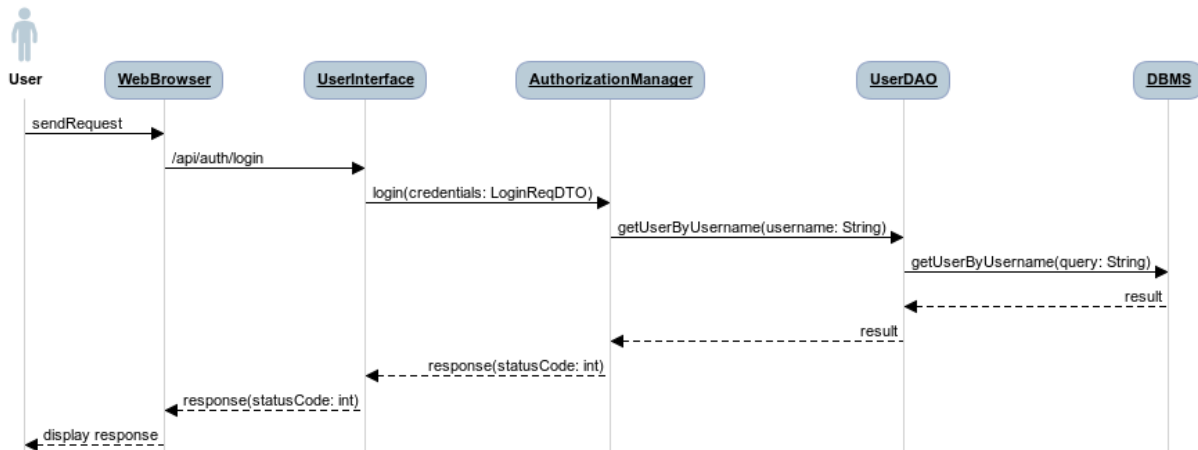 User
WebBrowser
UserInterface
AuthorizationManager
UserDAO
DBMS
sendRequest
/api/auth/login
login(credentials: LoginReqDTO)
getUserByUsername(username: String)
getUserByUsername(query: String)
result
result
response(statusCode: int)
response(statusCode: int)
display response